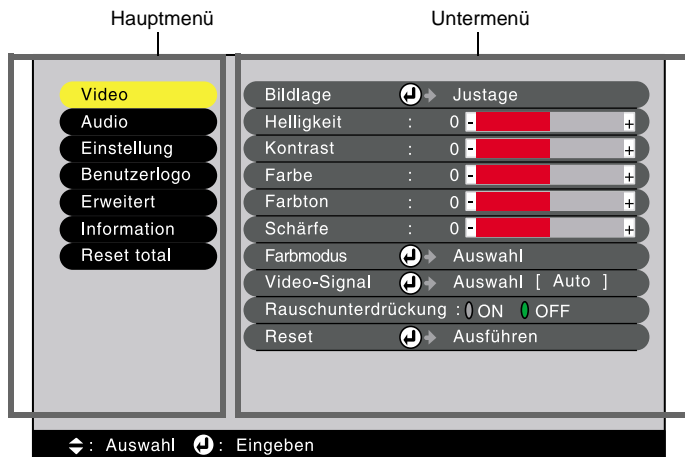 Hauptmenü Untermenü
Video
Audio
Einstellung
Benutzerlogo
Erweitert
Information
Reset total
Bildlage Justage
Helligkeit : 0 - +
Kontrast : 0 - +
Farbe : 0 - +
Farbton : 0 - +
Schärfe : 0 - +
Farbmodus Auswahl
Video-Signal Auswahl [ Auto ]
Rauschunterdrückung : ON OFF
Reset Ausführen
: Auswahl : Eingeben